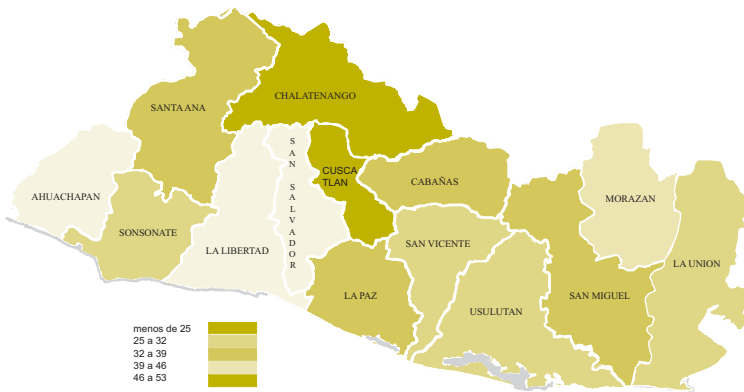 CHALATENANGO
SANTA ANA
SAN SALVADOR
CUSCA
TLAN
CABAÑAS
AHUACHAPAN
MORAZAN
SONSONATE
LA LIBERTAD
SAN VICENTE
LA UNION
LA PAZ
SAN MIGUEL
USULUTAN
menos de 25
25 a 32
32 a 39
39 a 46
46 a 53